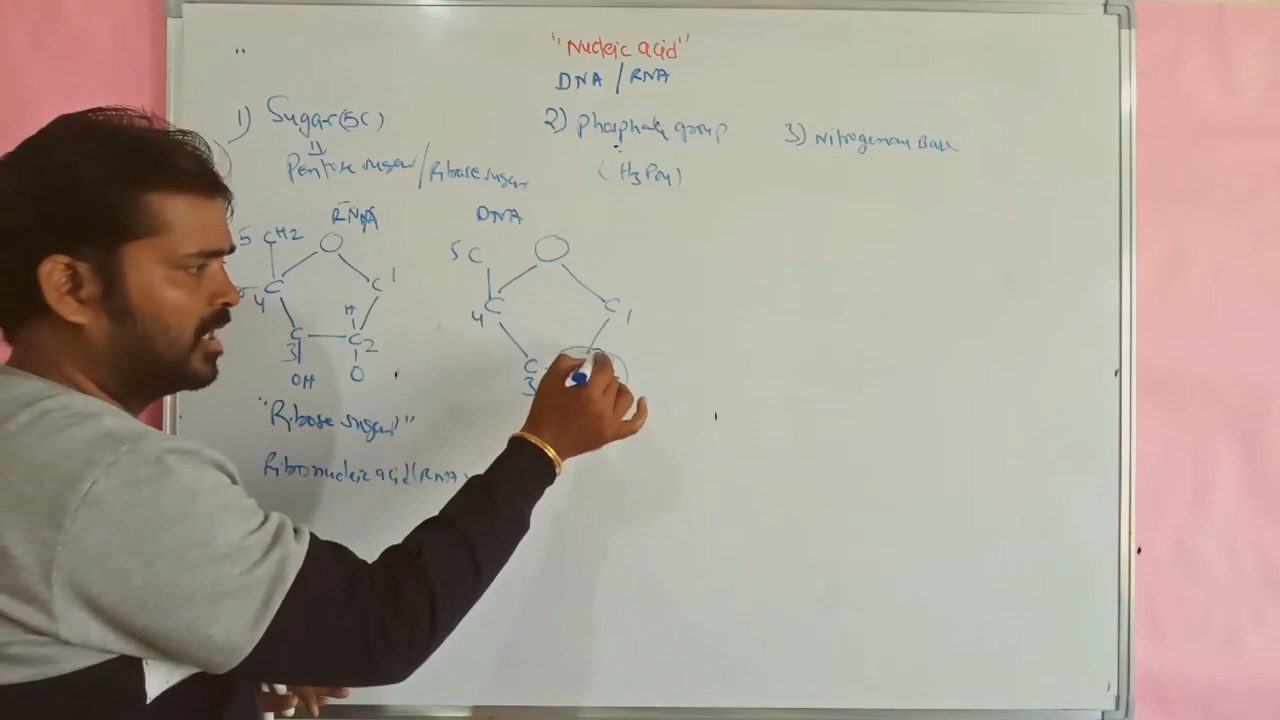 "Nucleic acid"
DNA / RNA
1) Sugar(5C)
2) Phosphate group
3) Nitrogenous Base
Pentose sugar / Ribose sugar
(H3PO4)
RNA
DNA
5 CH2 O
5 C O
C 1
4 C
4 C
C 1
H
C 3
C 2
C 3
OH
O
"Ribose sugar"
Ribonucleic acid (RNA)